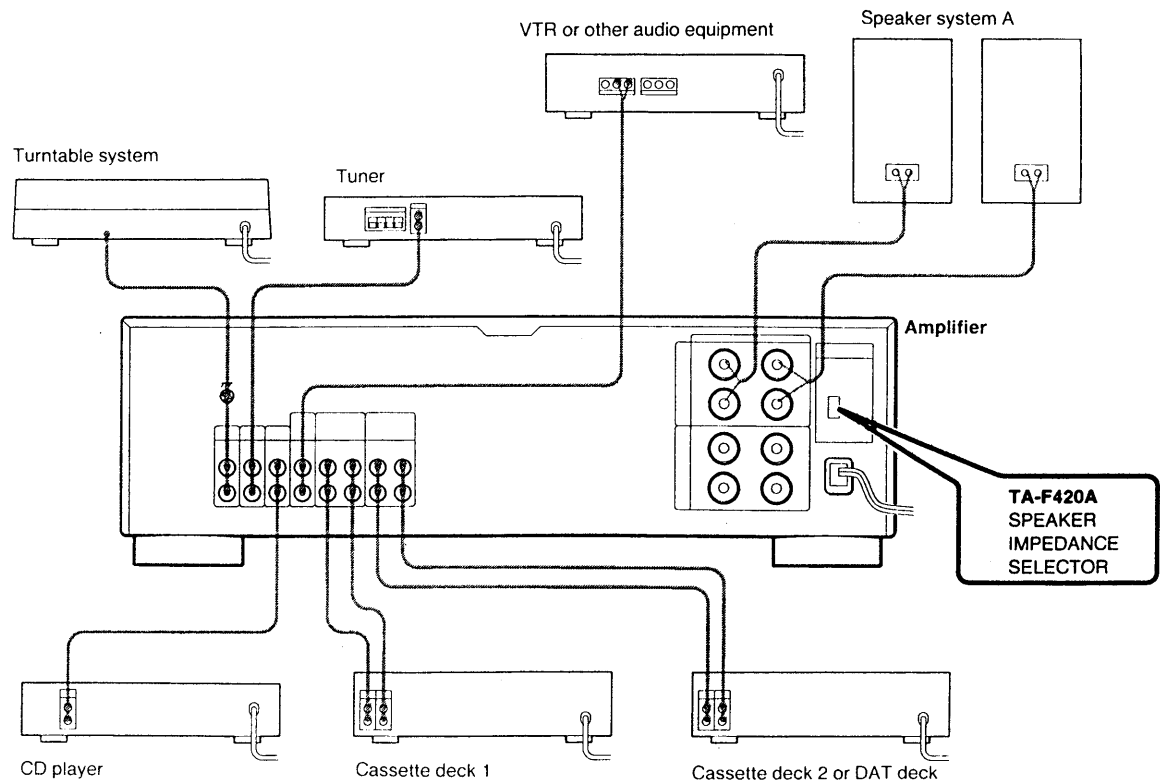 Speaker system A
VTR or other audio equipment
Turntable system
Tuner
Amplifier
TA-F420A
SPEAKER
IMPEDANCE
SELECTOR
CD player
Cassette deck 1
Cassette deck 2 or DAT deck